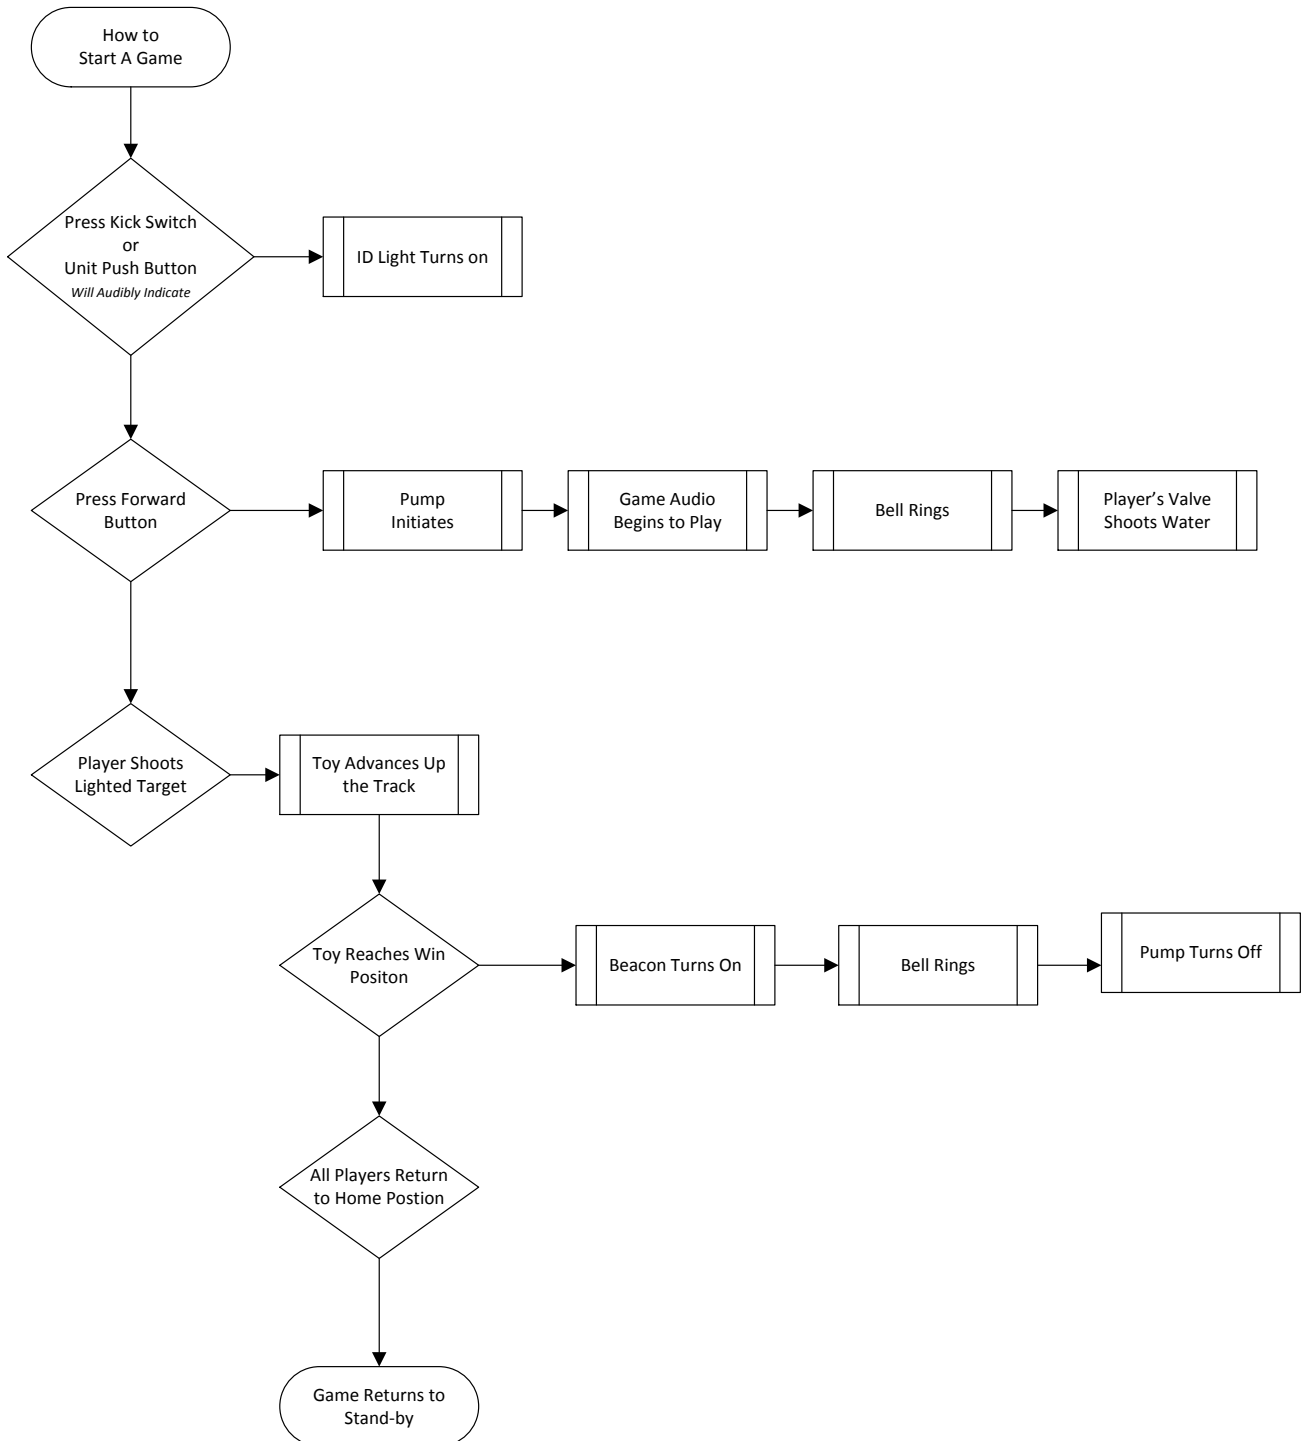 How to
Start A Game
Press Kick Switch
or
Unit Push Button
Will Audibly Indicate
ID Light Turns on
Press Forward
Button
Pump
Initiates
Game Audio
Begins to Play
Bell Rings
Player’s Valve
Shoots Water
Player Shoots
Lighted Target
Toy Advances Up
the Track
Toy Reaches Win
Positon
Beacon Turns On
Bell Rings
Pump Turns Off
All Players Return
to Home Postion
Game Returns to
Stand-by